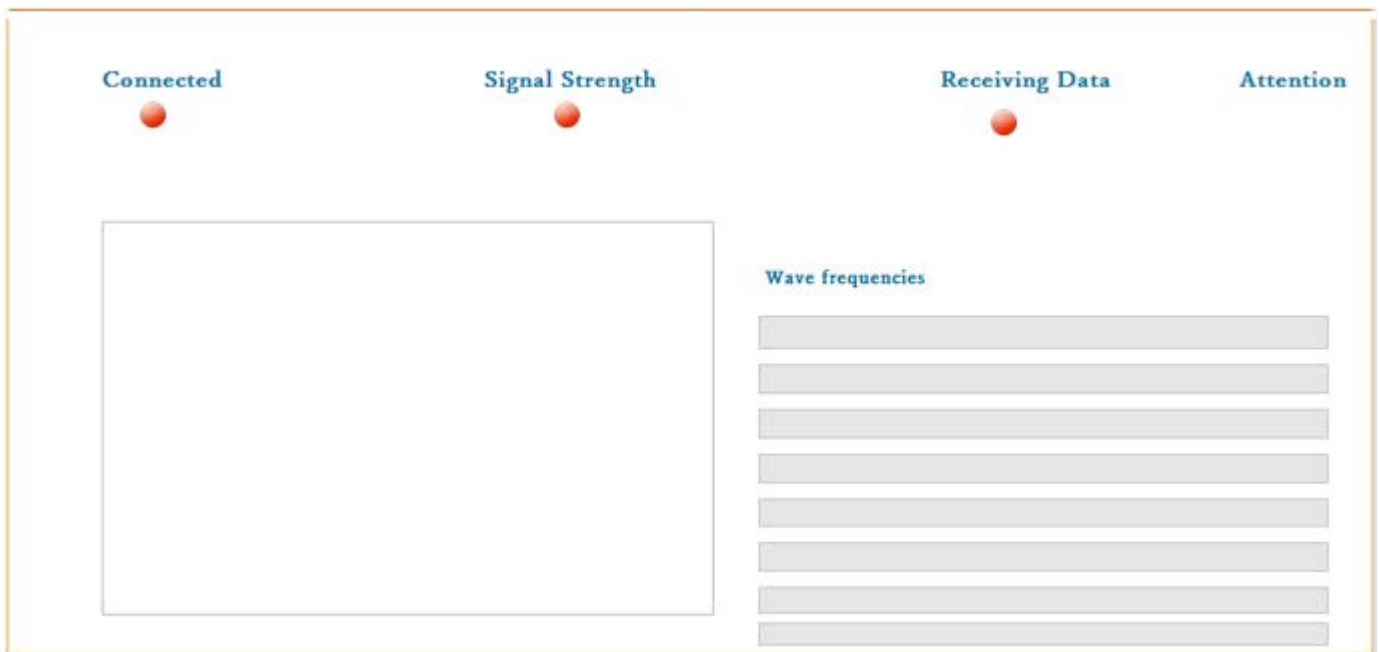 Connected
Signal Strength
Receiving Data
Attention
Wave frequencies